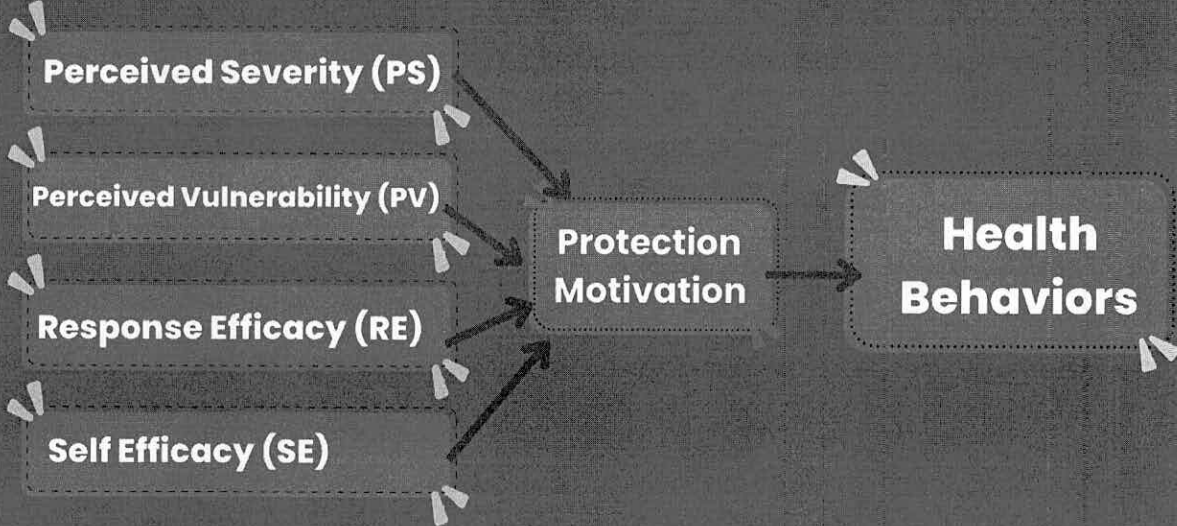 Perceived Severity (PS)
Perceived Vulnerability (PV)
Response Efficacy (RE)
Self Efficacy (SE)
Protection
Motivation
Health
Behaviors